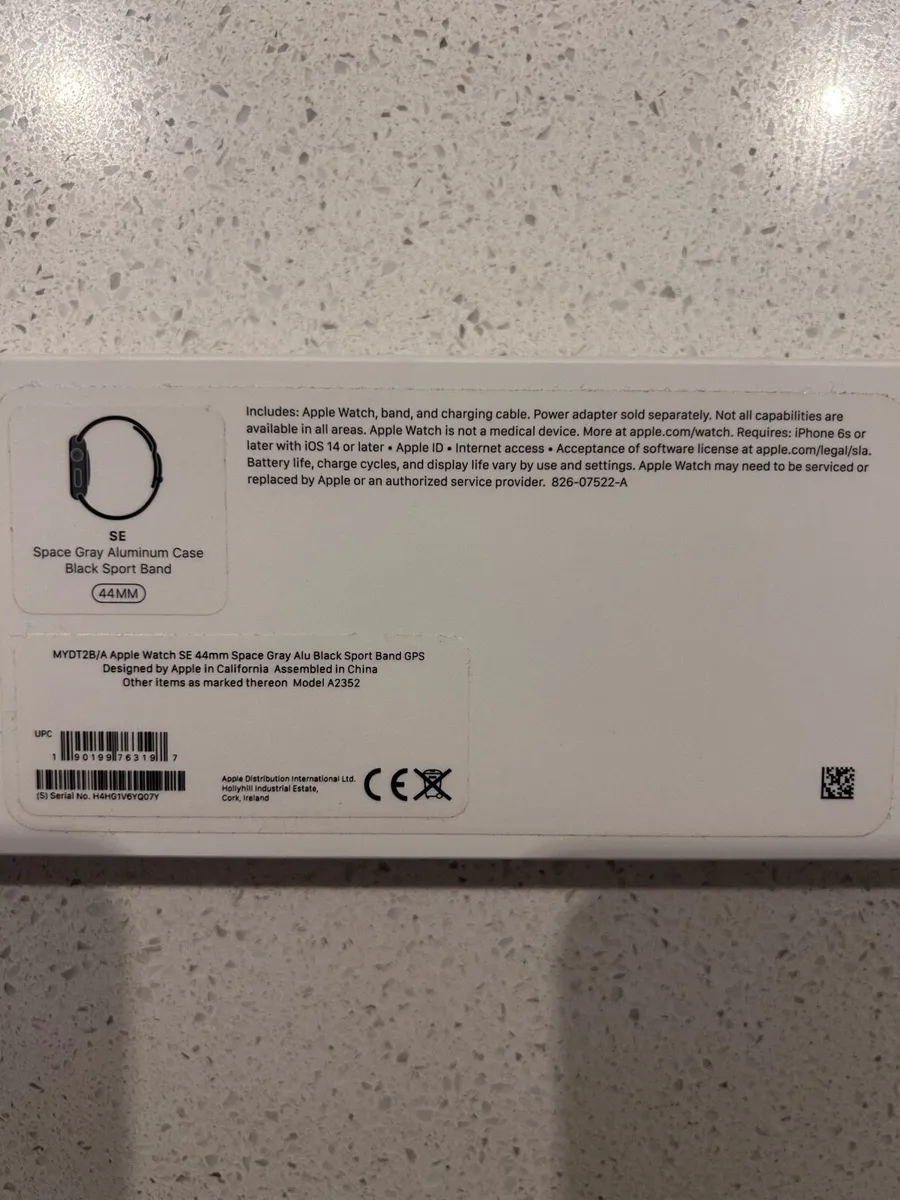 Includes: Apple Watch, band, and charging cable. Power adapter sold separately. Not all capabilities are
available in all areas. Apple Watch is not a medical device. More at apple.com/watch. Requires: iPhone 6s or
later with iOS 14 or later • Apple ID • Internet access • Acceptance of software license at apple.com/legal/sla.
Battery life, charge cycles, and display life vary by use and settings. Apple Watch may need to be serviced or
replaced by Apple or an authorized service provider. 826-07522-A
SE
Space Gray Aluminum Case
Black Sport Band
44MM
MYDT2B/A Apple Watch SE 44mm Space Gray Alu Black Sport Band GPS
Designed by Apple in California Assembled in China
Other items as marked thereon Model A2352
UPC
1 90199 76319 7
(S) Serial No. H4HG1V6YQ07Y
Apple Distribution International Ltd.
Hollyhill Industrial Estate,
Cork, Ireland
CE